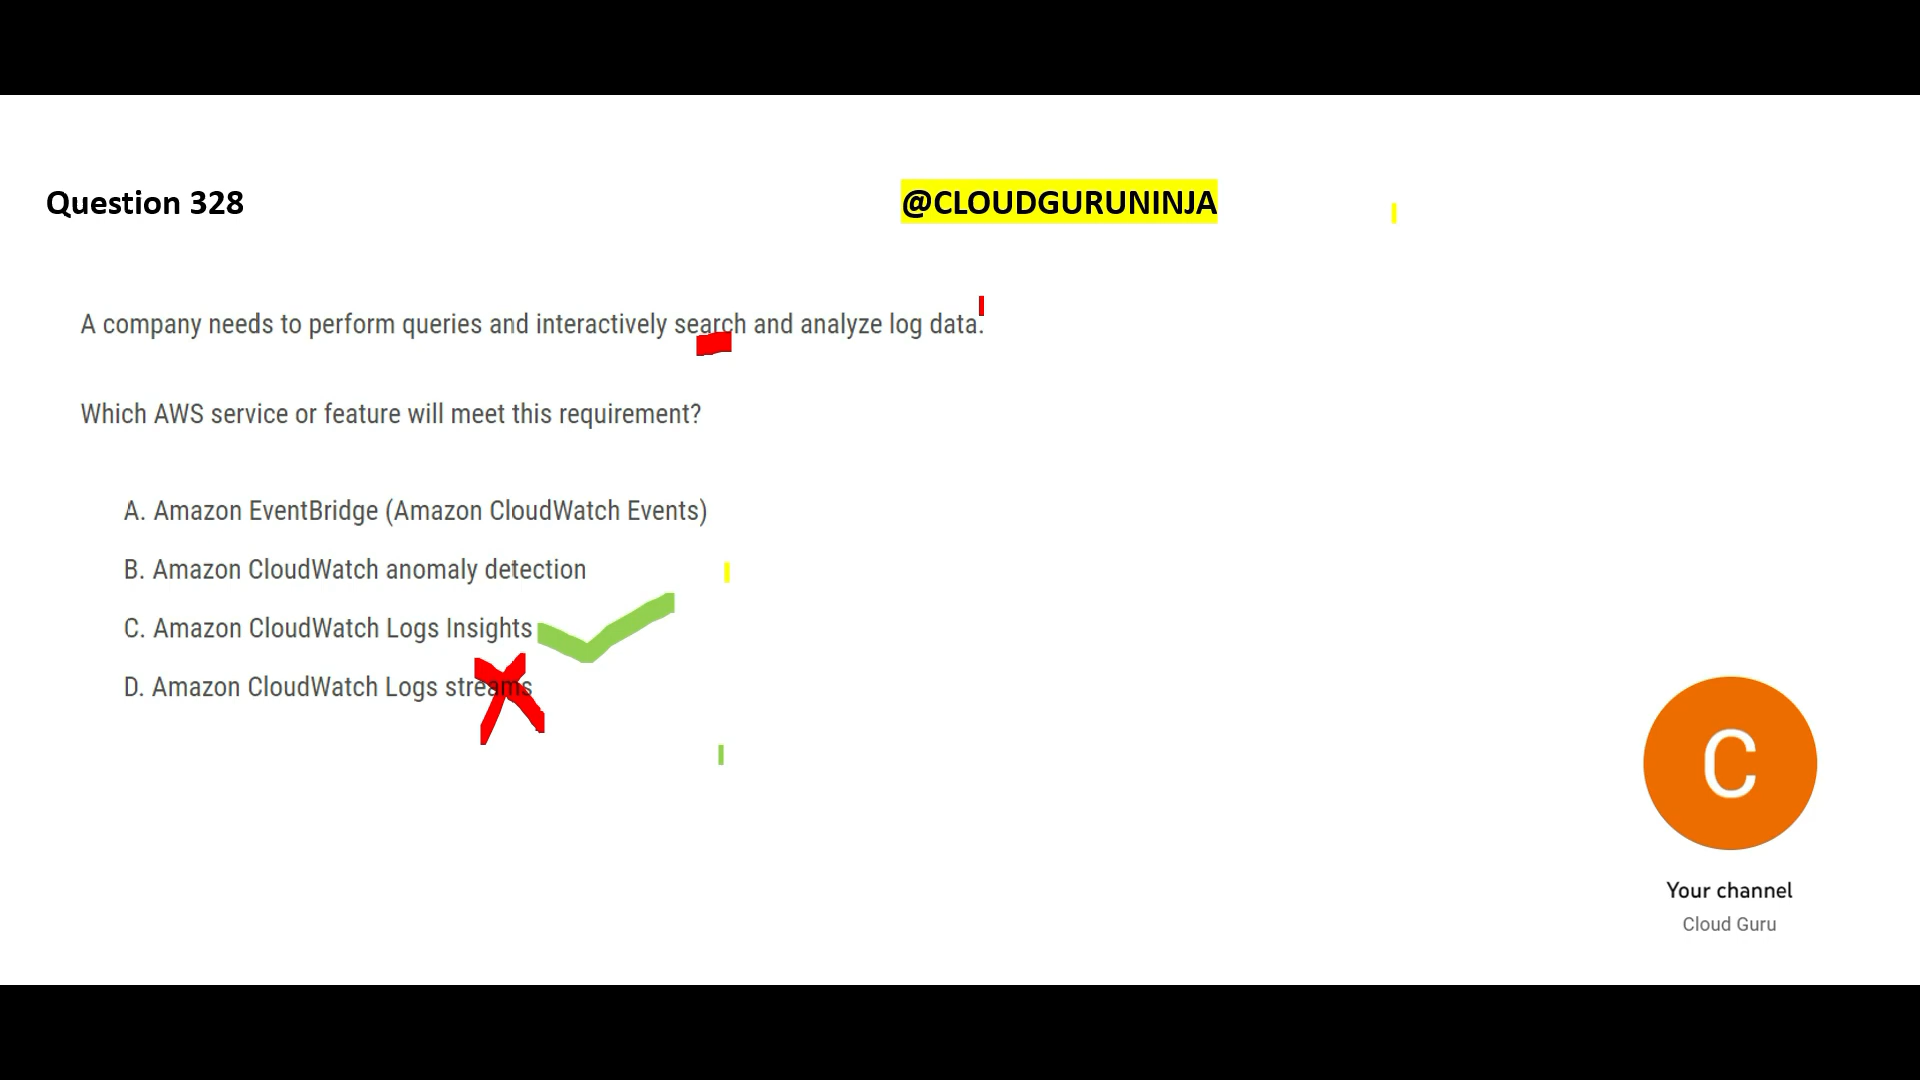 Question 328
@CLOUDGURUNINJA
A company needs to perform queries and interactively search and analyze log data.
Which AWS service or feature will meet this requirement?
A. Amazon EventBridge (Amazon CloudWatch Events)
B. Amazon CloudWatch anomaly detection
C. Amazon CloudWatch Logs Insights
D. Amazon CloudWatch Logs streams
C
Your channel
Cloud Guru